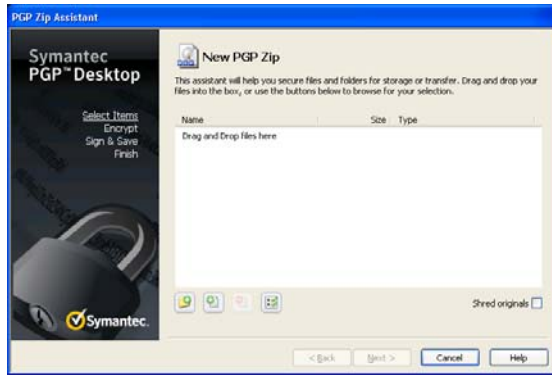 PGP Zip Assistant
Symantec
PGP™ Desktop
Select Items
Encrypt
Sign & Save
Finish
Symantec.
New PGP Zip
This assistant will help you secure files and folders for storage or transfer. Drag and drop your
files into the box, or use the buttons below to browse for your selection.
Name Size Type
Drag and Drop files here
Shred originals
< Back Next > Cancel Help